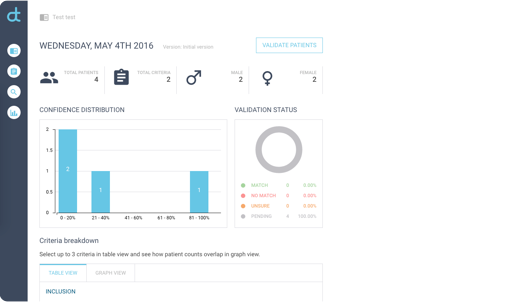 dt
Test test
WEDNESDAY, MAY 4TH 2016 Version: Initial version VALIDATE PATIENTS
TOTAL PATIENTS 4
TOTAL CRITERIA 2
MALE 2
FEMALE 2
CONFIDENCE DISTRIBUTION
2
1.5
1
0.5
0
2
1
1
0 - 20% 21 - 40% 41 - 60% 61 - 80% 81 - 100%
VALIDATION STATUS
MATCH 0 0.00%
NO MATCH 0 0.00%
UNSURE 0 0.00%
PENDING 4 100.00%
Criteria breakdown
Select up to 3 criteria in table view and see how patient counts overlap in graph view.
TABLE VIEW GRAPH VIEW
INCLUSION